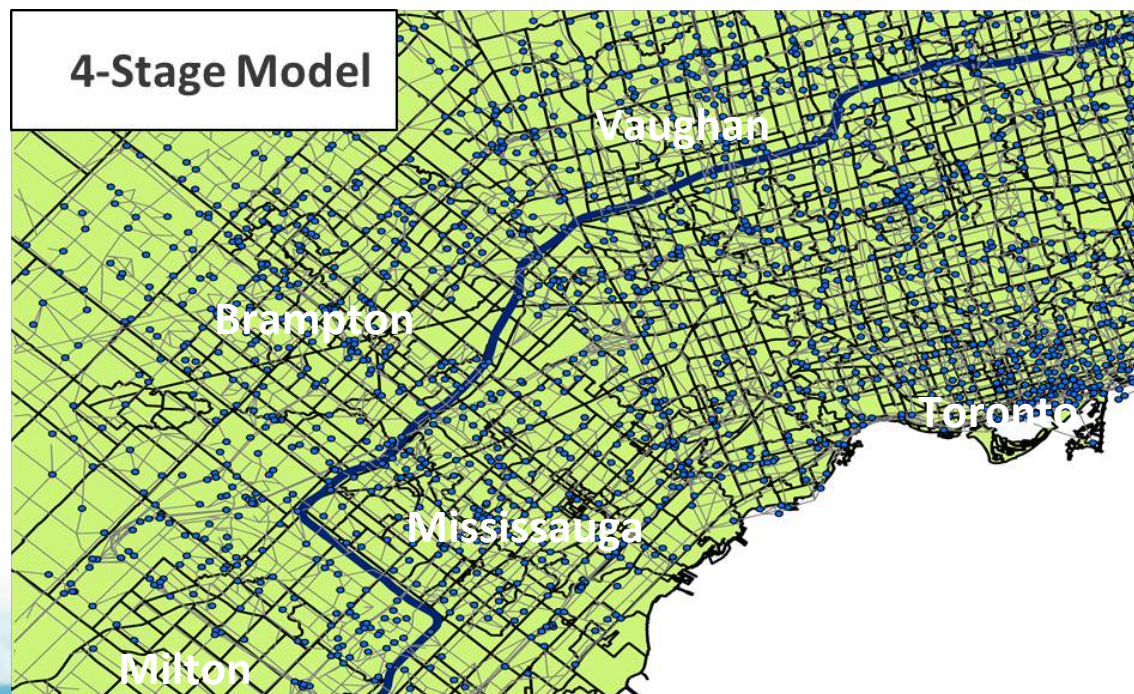 4-Stage Model
Vaughan
Brampton
Toronto
Mississauga
Milton